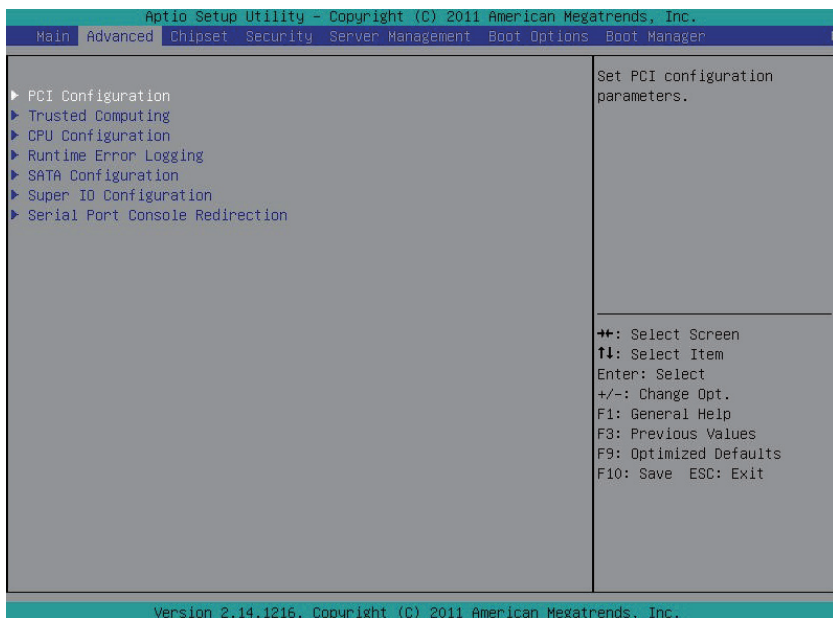 Aptio Setup Utility – Copyright (C) 2011 American Megatrends, Inc.
Main Advanced Chipset Security Server Management Boot Options Boot Manager
PCI Configuration
Trusted Computing
CPU Configuration
Runtime Error Logging
SATA Configuration
Super IO Configuration
Serial Port Console Redirection
Set PCI configuration
parameters.
→←: Select Screen
↑↓: Select Item
Enter: Select
+/-: Change Opt.
F1: General Help
F3: Previous Values
F9: Optimized Defaults
F10: Save ESC: Exit
Version 2.14.1216. Copyright (C) 2011 American Megatrends, Inc.